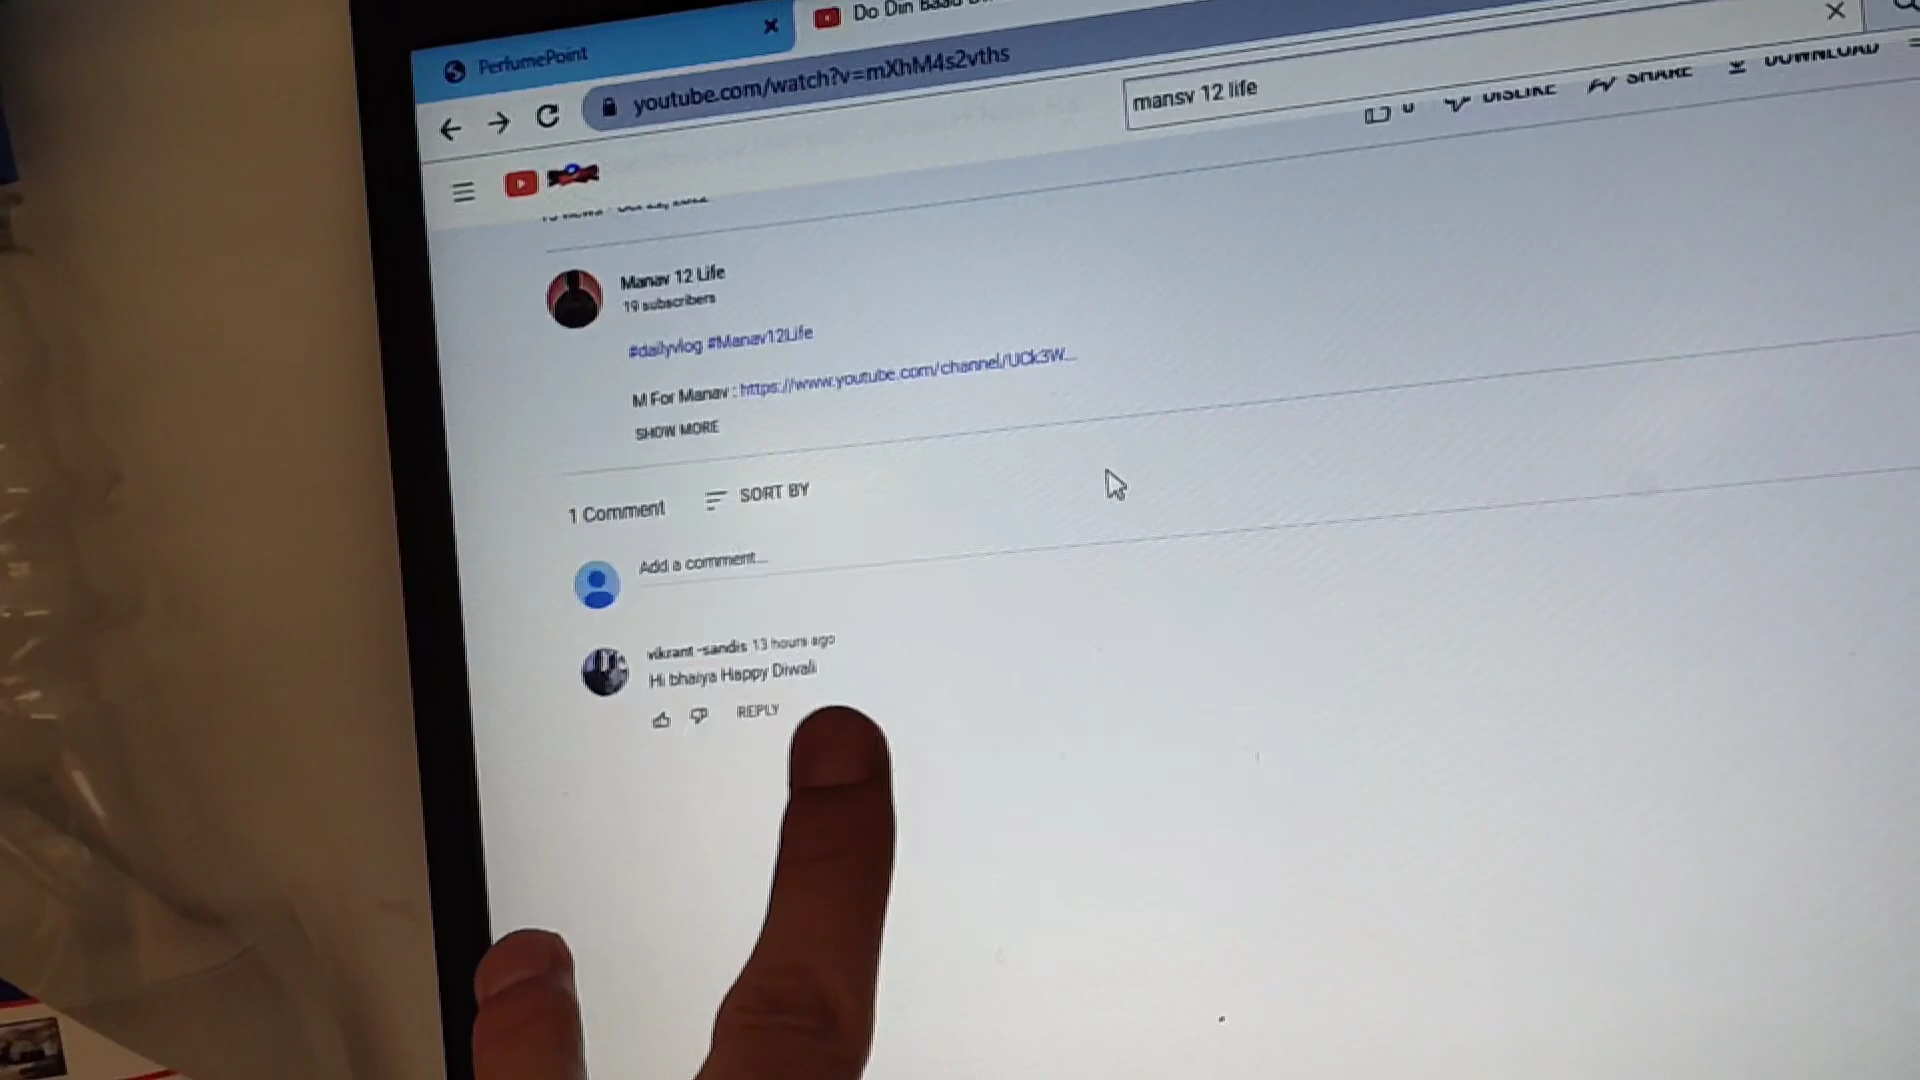 PerfumePoint
Do Din Baad
youtube.com/watch?v=mXhM4s2vths
mansv 12 life
DISLIKE
SHARE
DOWNLOAD
Manav 12 Life
19 subscribers
#dailyvlog #Manav12Life
M For Manav : https://www.youtube.com/channel/UCk3W...
SHOW MORE
1 Comment
SORT BY
Add a comment...
vikrant -sandis 13 hours ago
Hi bhaiya Happy Diwali
REPLY